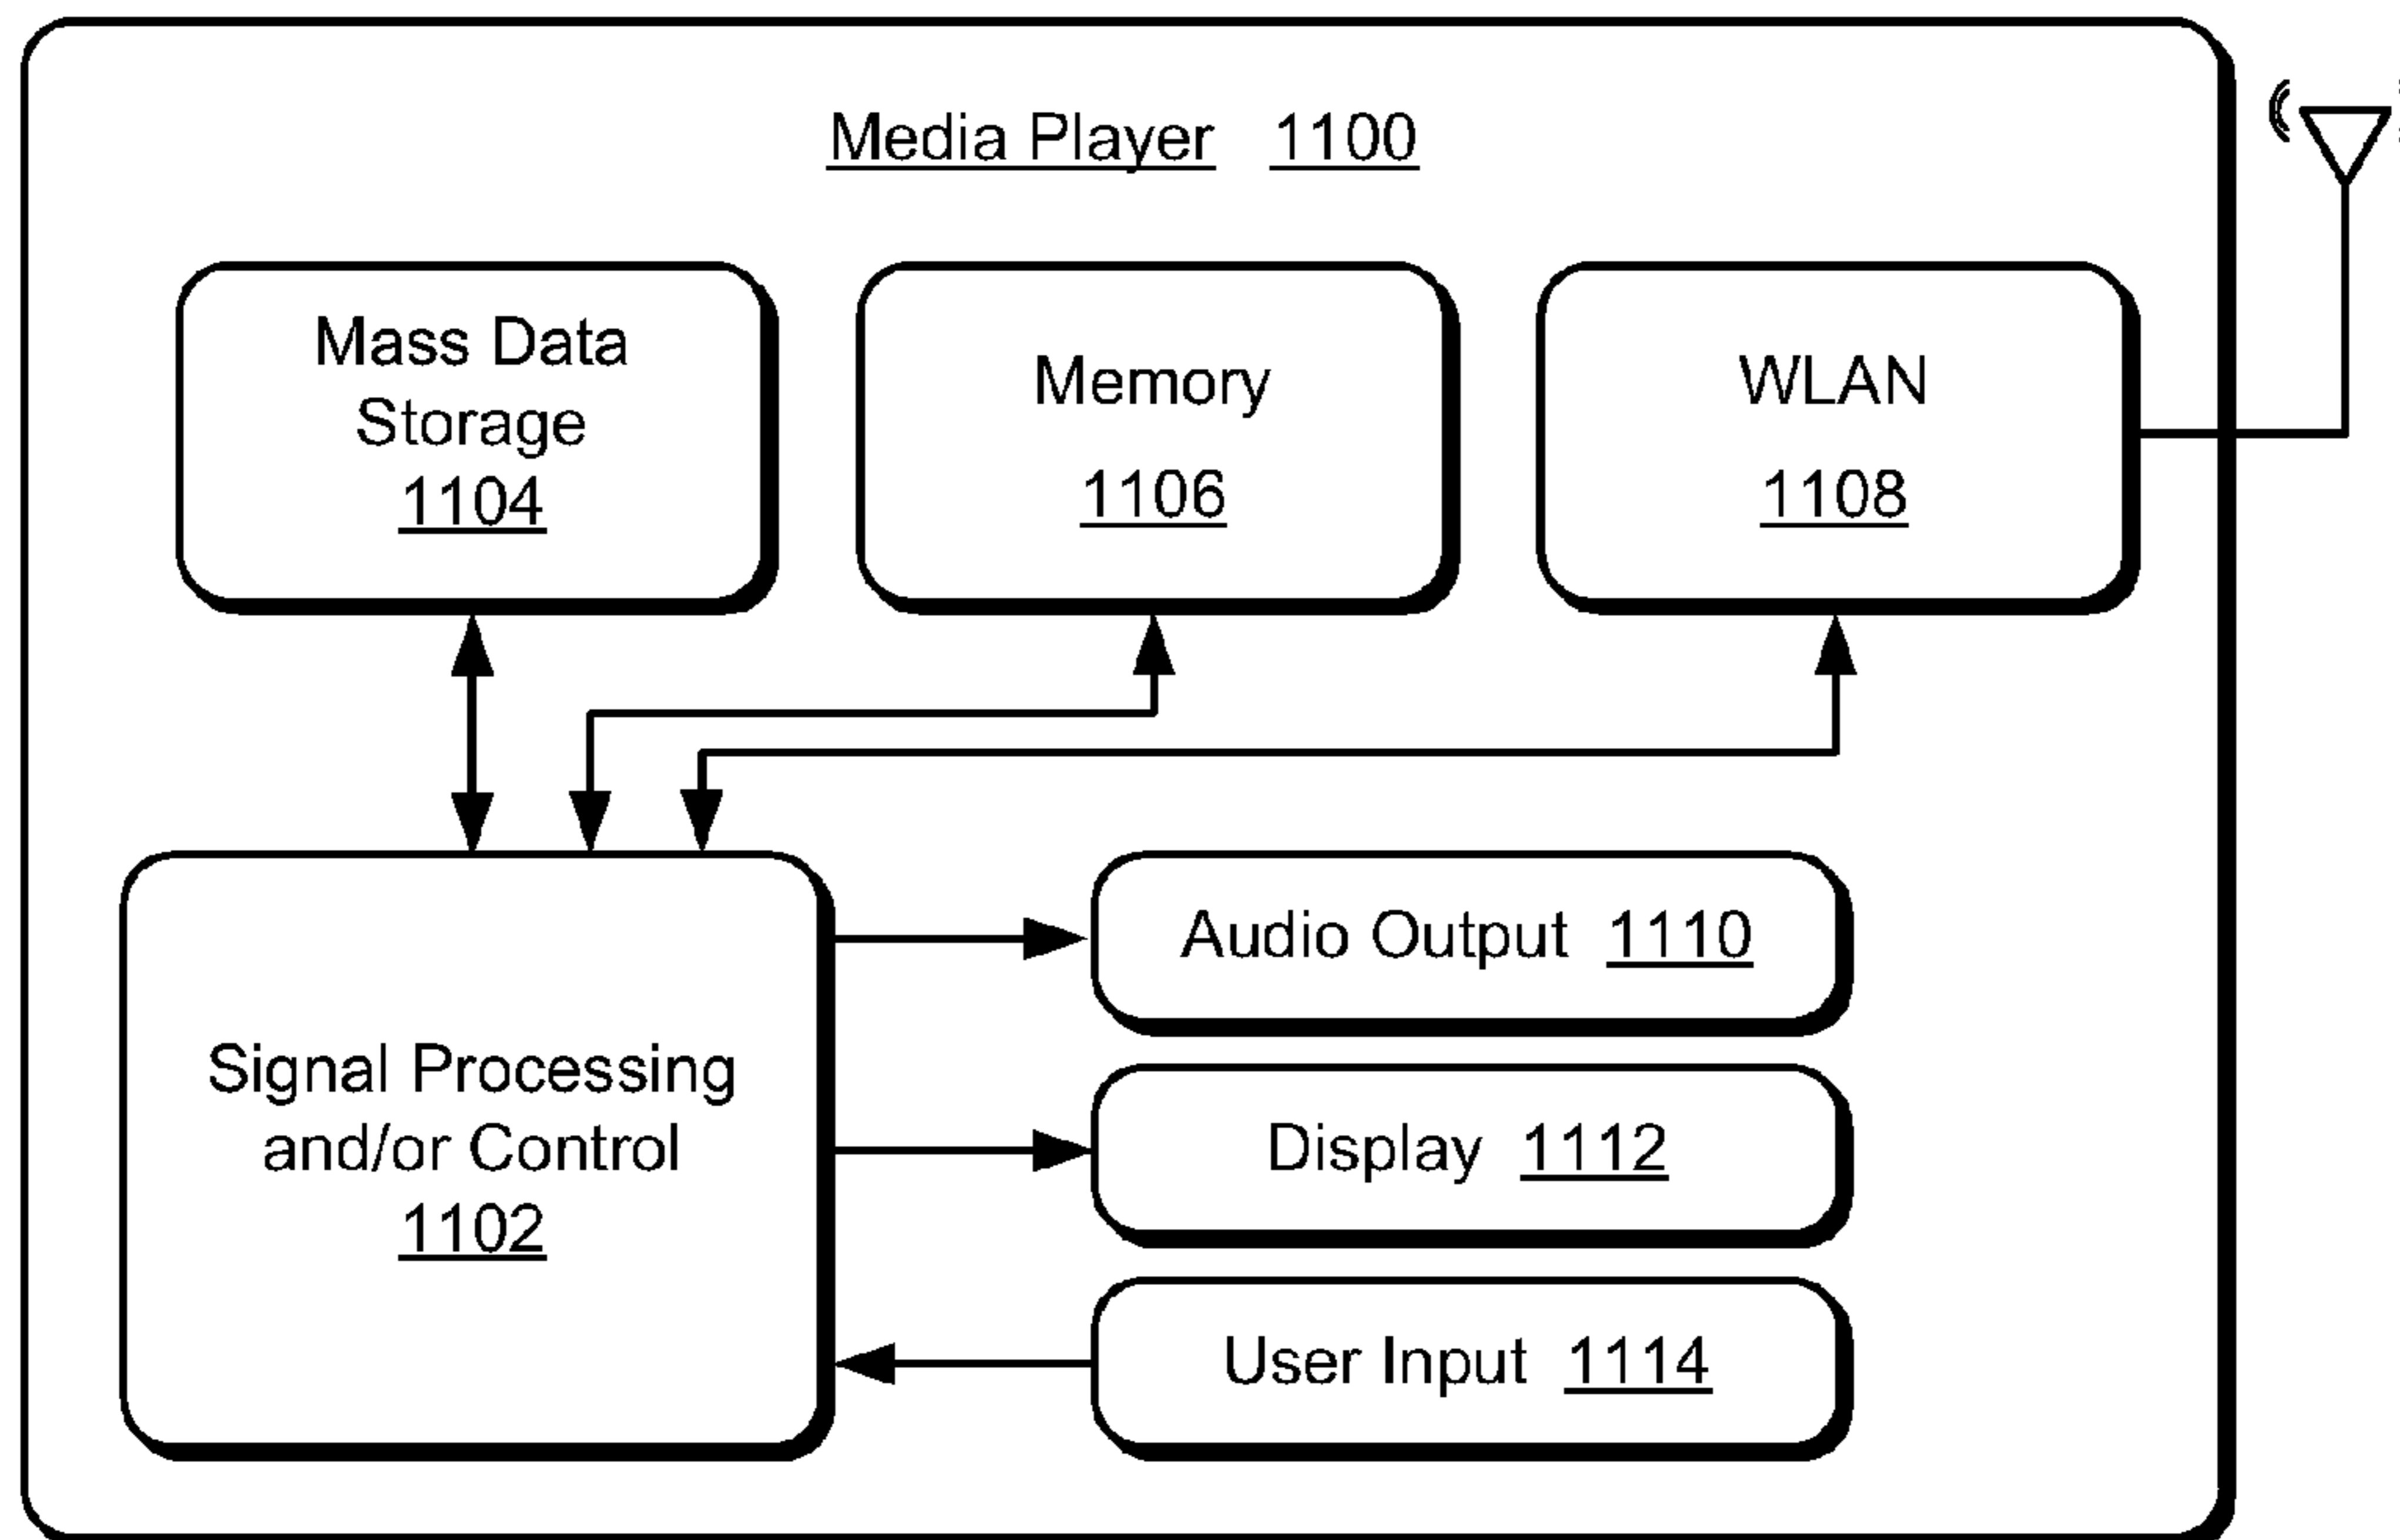 Media Player 1100
Mass Data
Storage
1104
Memory
1106
WLAN
1108
Signal Processing
and/or Control
1102
Audio Output 1110
Display 1112
User Input 1114